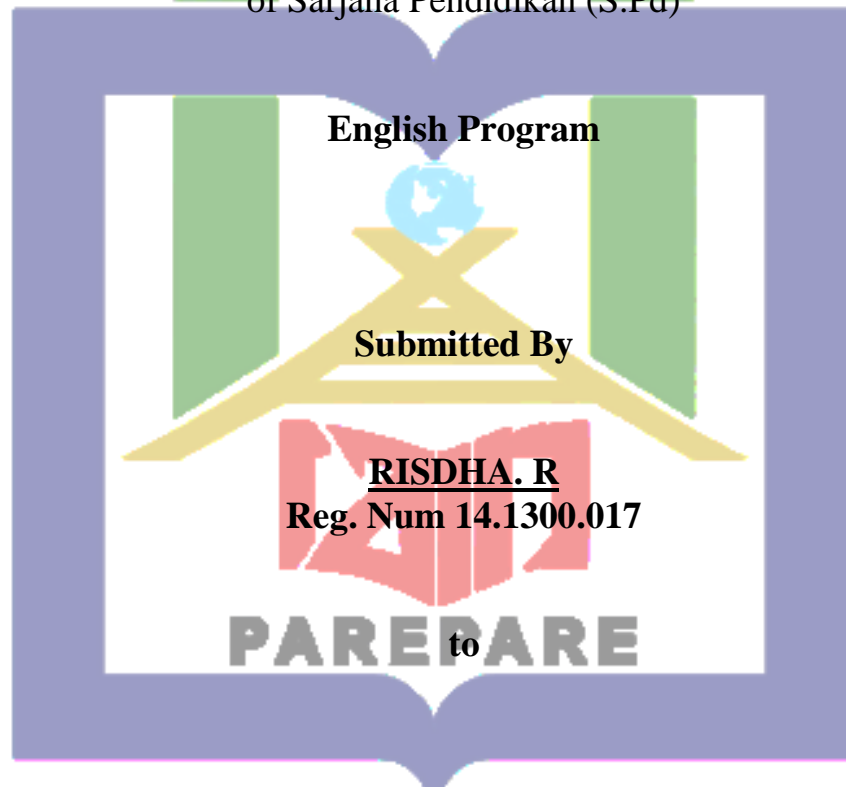 of Sarjana Pendidikan (S.Pd)
English Program
Submitted By
RISDHA. R
Reg. Num 14.1300.017
to
PAREPARE